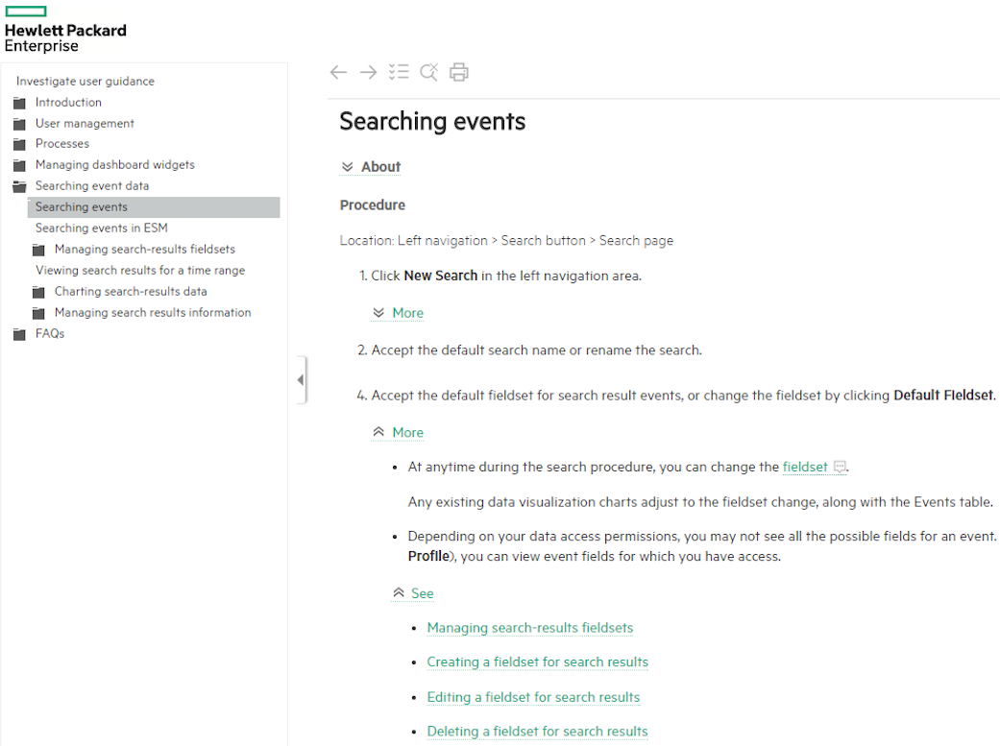 Hewlett Packard
Enterprise
Investigate user guidance
Introduction
User management
Processes
Managing dashboard widgets
Searching event data
Searching events
Searching events in ESM
Managing search-results fieldsets
Viewing search results for a time range
Charting search-results data
Managing search results information
FAQs
Searching events
About
Procedure
Location: Left navigation > Search button > Search page
1. Click New Search in the left navigation area.
More
2. Accept the default search name or rename the search.
4. Accept the default fieldset for search result events, or change the fieldset by clicking Default FIeldset.
More
• At anytime during the search procedure, you can change the fieldset.
Any existing data visualization charts adjust to the fieldset change, along with the Events table.
• Depending on your data access permissions, you may not see all the possible fields for an event.
Profile), you can view event fields for which you have access.
See
• Managing search-results fieldsets
• Creating a fieldset for search results
• Editing a fieldset for search results
• Deleting a fieldset for search results